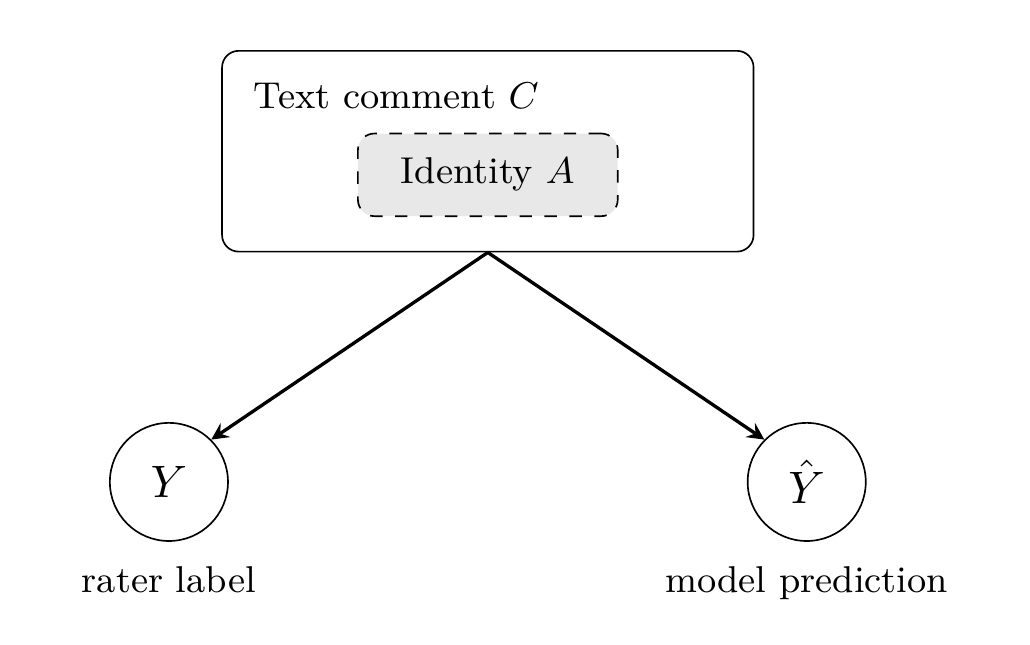 Text comment C
Identity A
Y
Ŷ
rater label
model prediction